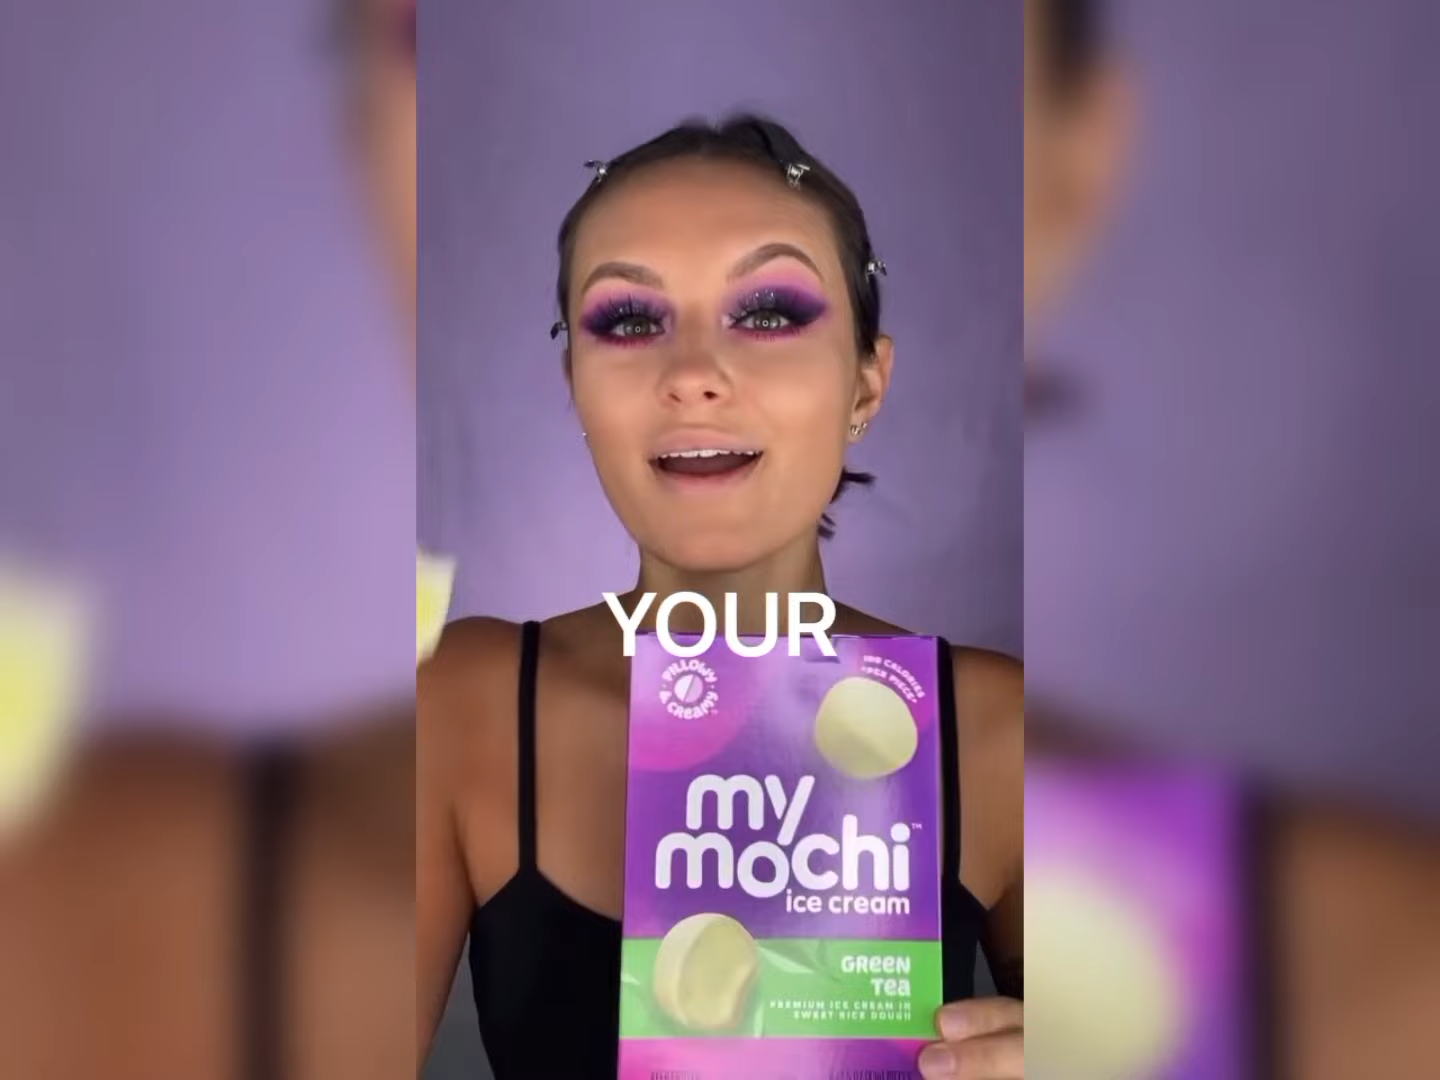 YOUR
PILLOWY
& CREAMY
100 CALORIES
PER PIECE*
my
mochi™
ice cream
GReeN
Tea
PREMIUM ICE CREAM IN
SWEET RICE DOUGH